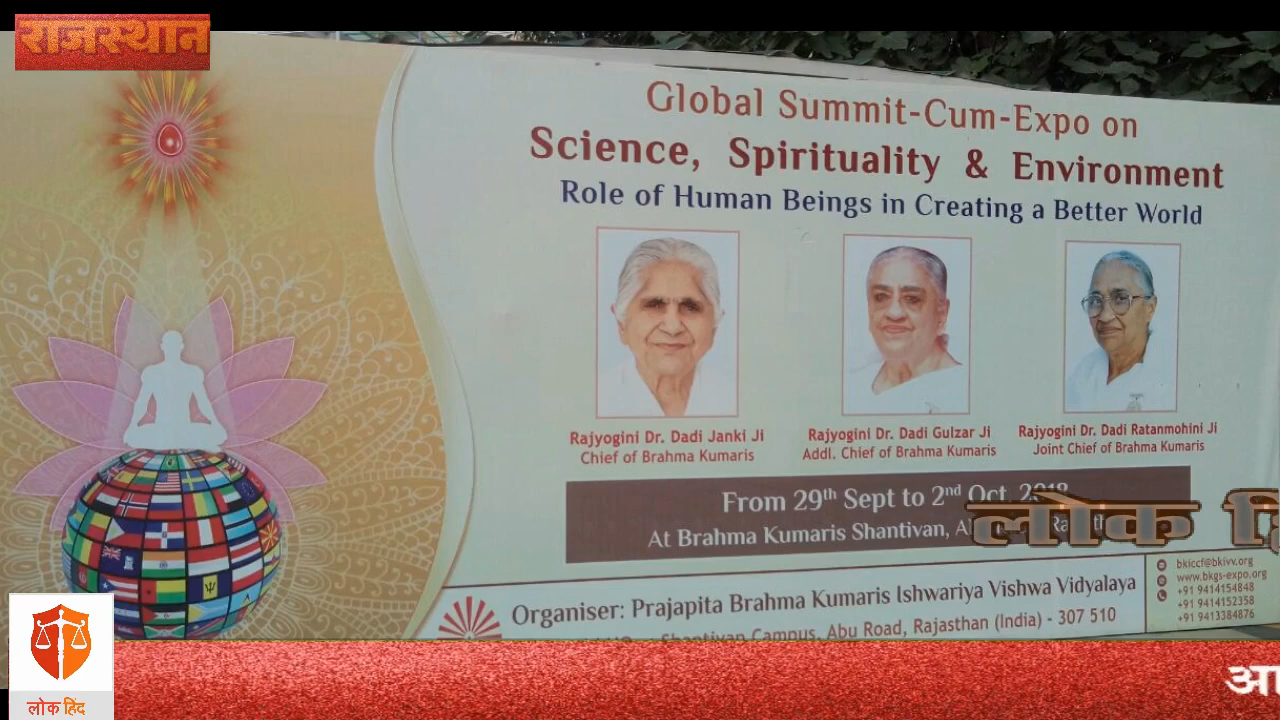 राजस्थान
Global Summit-Cum-Expo on
Science, Spirituality & Environment
Role of Human Beings in Creating a Better World
Rajyogini Dr. Dadi Janki Ji
Chief of Brahma Kumaris
Rajyogini Dr. Dadi Gulzar Ji
Addl. Chief of Brahma Kumaris
Rajyogini Dr. Dadi Ratanmohini Ji
Joint Chief of Brahma Kumaris
From 29th Sept to 2nd Oct, 2018
At Brahma Kumaris Shantivan,
लोक
Organiser: Prajapita Brahma Kumaris Ishwariya Vishwa Vidyalaya
Shantivan Campus, Abu Road, Rajasthan (India) - 307 510
bkiccf@bkivv.org
www.bkgs-expo.org
+91 9414154848
+91 9414152358
+91 9413384876
लोक हिंद